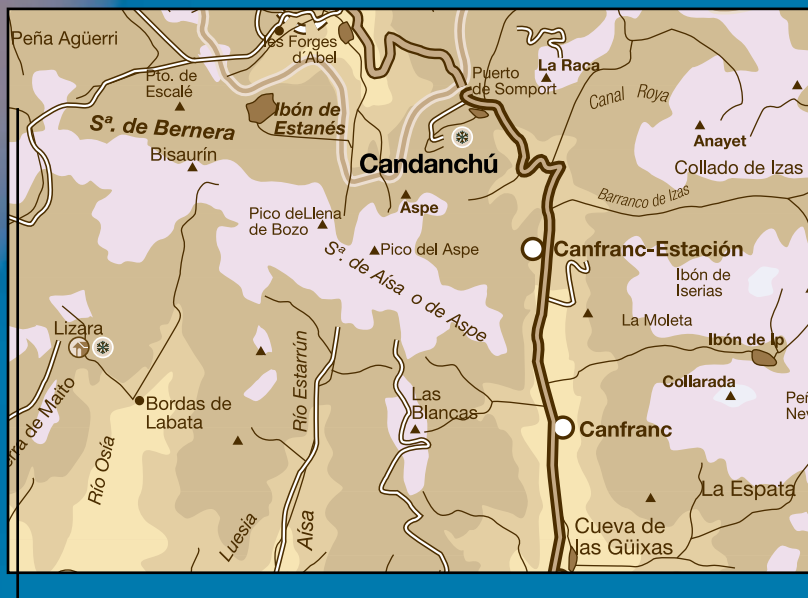 Peña Agüerri
les Forges
d'Abel
Pto. de
Escalé
Ibón de
Estanés
Sª. de Bernera
Bisaurín
Puerto
de Somport
La Raca
Canal Roya
Anayet
Collado de Izas
Candanchú
Barranco de Izas
Aspe
Pico deLlena
de Bozo
Pico del Aspe
Sª. de Aísa o de Aspe
Canfranc-Estación
Ibón de
Iserias
La Moleta
Ibón de Ip
Lizara
Collarada
Bordas de
Labata
Río Estarrún
Las
Blancas
Canfranc
de Maito
Río Osía
Luesia
Aísa
La Espata
Cueva de
las Güixas